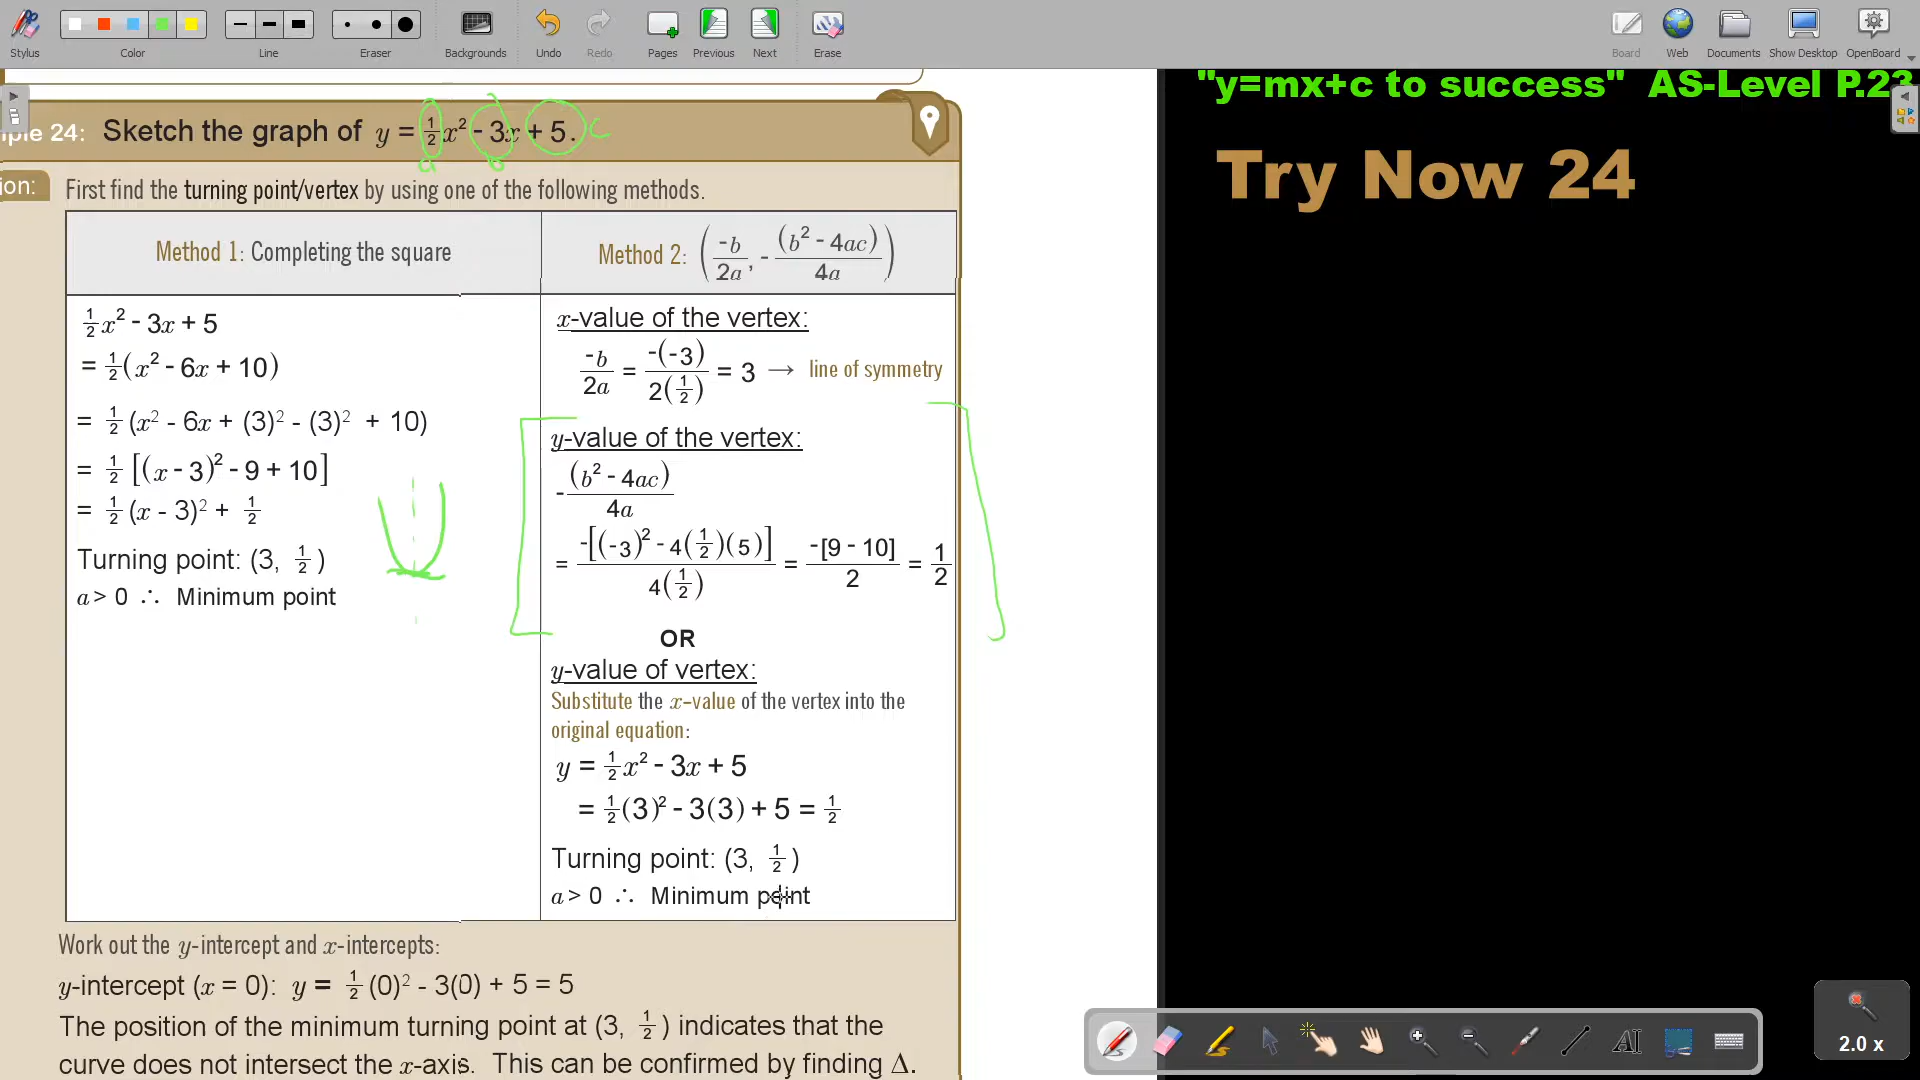 Stylus
Color
Line
Eraser
Backgrounds
Undo
Redo
Pages
Previous
Next
Erase
Board
Web
Documents
Show Desktop
OpenBoard
"y=mx+c to success" AS-Level P.23
Try Now 24
ple 24: Sketch the graph of y = 1/2 x² - 3x + 5. c
a b
ion: First find the turning point/vertex by using one of the following methods.
Method 1: Completing the square
1/2 x² - 3x + 5
= 1/2 (x² - 6x + 10)
= 1/2 (x² - 6x + (3)² - (3)² + 10)
= 1/2 [(x - 3)² - 9 + 10]
= 1/2 (x - 3)² + 1/2
Turning point: (3, 1/2)
a > 0 ∴ Minimum point
Method 2: (-b/2a, -(b² - 4ac)/4a)
x-value of the vertex:
-b/2a = -(-3)/2(1/2) = 3 → line of symmetry
y-value of the vertex:
-(b² - 4ac)/4a
= -[(-3)² - 4(1/2)(5)]/4(1/2) = -[9 - 10]/2 = 1/2
OR
y-value of vertex:
Substitute the x-value of the vertex into the
original equation:
y = 1/2 x² - 3x + 5
= 1/2 (3)² - 3(3) + 5 = 1/2
Turning point: (3, 1/2)
a > 0 ∴ Minimum point
Work out the y-intercept and x-intercepts:
y-intercept (x = 0): y = 1/2 (0)² - 3(0) + 5 = 5
The position of the minimum turning point at (3, 1/2) indicates that the
curve does not intersect the x-axis. This can be confirmed by finding Δ.
2.0 x